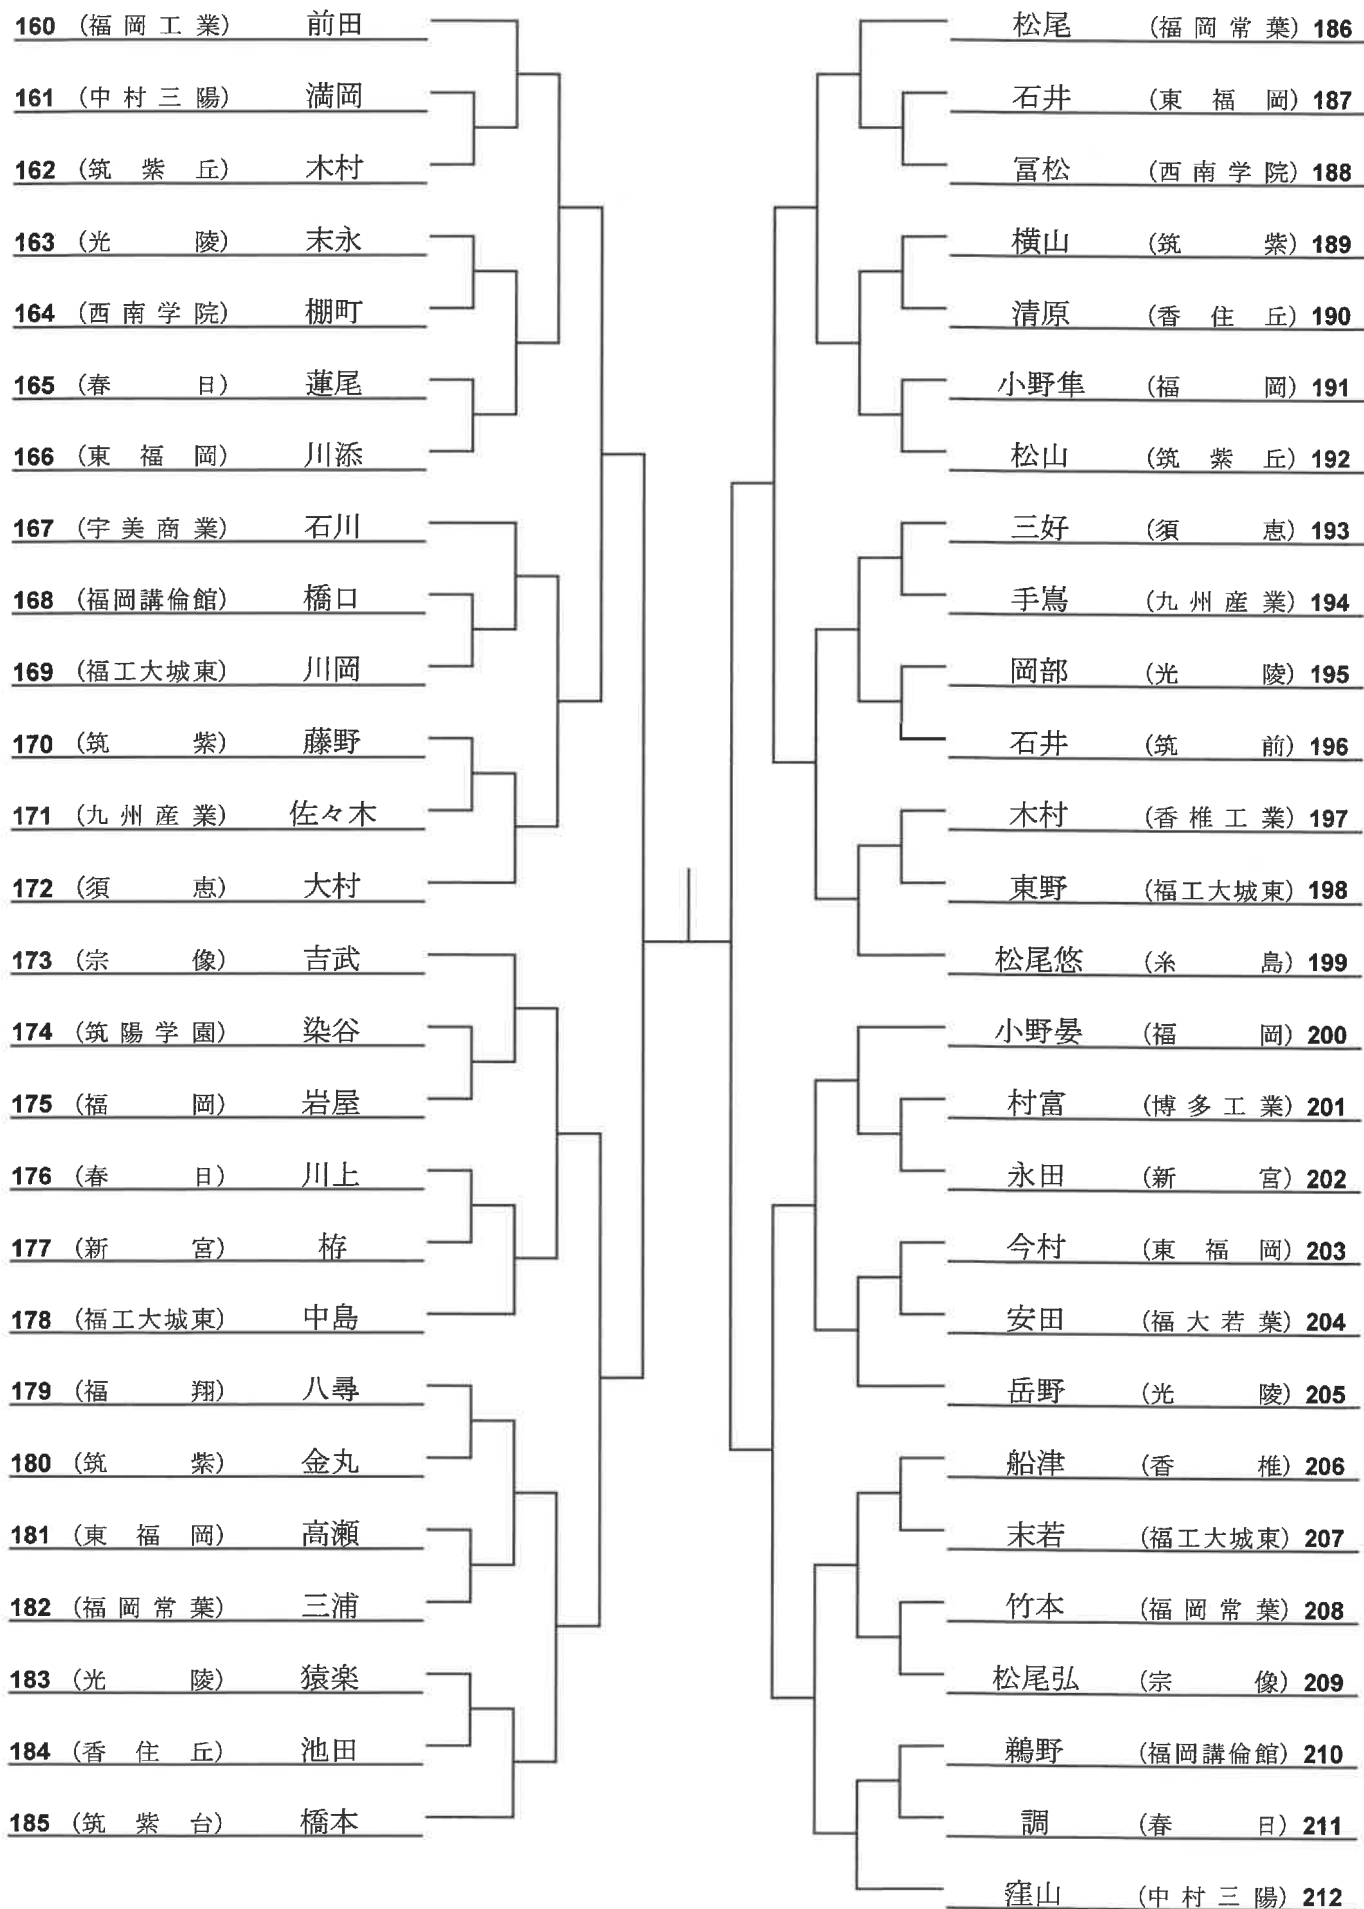 160 (福岡工業) 前田
161 (中村三陽) 満岡
162 (筑紫丘) 木村
163 (光陵) 末永
164 (西南学院) 棚町
165 (春日) 蓮尾
166 (東福岡) 川添
167 (宇美商業) 石川
168 (福岡講倫館) 橋口
169 (福工大城東) 川岡
170 (筑紫) 藤野
171 (九州産業) 佐々木
172 (須恵) 大村
173 (宗像) 吉武
174 (筑陽学園) 染谷
175 (福岡) 岩屋
176 (春日) 川上
177 (新宮) 栫
178 (福工大城東) 中島
179 (福翔) 八尋
180 (筑紫) 金丸
181 (東福岡) 高瀬
182 (福岡常葉) 三浦
183 (光陵) 猿楽
184 (香住丘) 池田
185 (筑紫台) 橋本
松尾 (福岡常葉) 186
石井 (東福岡) 187
冨松 (西南学院) 188
横山 (筑紫) 189
清原 (香住丘) 190
小野隼 (福岡) 191
松山 (筑紫丘) 192
三好 (須恵) 193
手嶌 (九州産業) 194
岡部 (光陵) 195
石井 (筑前) 196
木村 (香椎工業) 197
東野 (福工大城東) 198
松尾悠 (糸島) 199
小野晏 (福岡) 200
村富 (博多工業) 201
永田 (新宮) 202
今村 (東福岡) 203
安田 (福大若葉) 204
岳野 (光陵) 205
船津 (香椎) 206
末若 (福工大城東) 207
竹本 (福岡常葉) 208
松尾弘 (宗像) 209
鵜野 (福岡講倫館) 210
調 (春日) 211
窪山 (中村三陽) 212